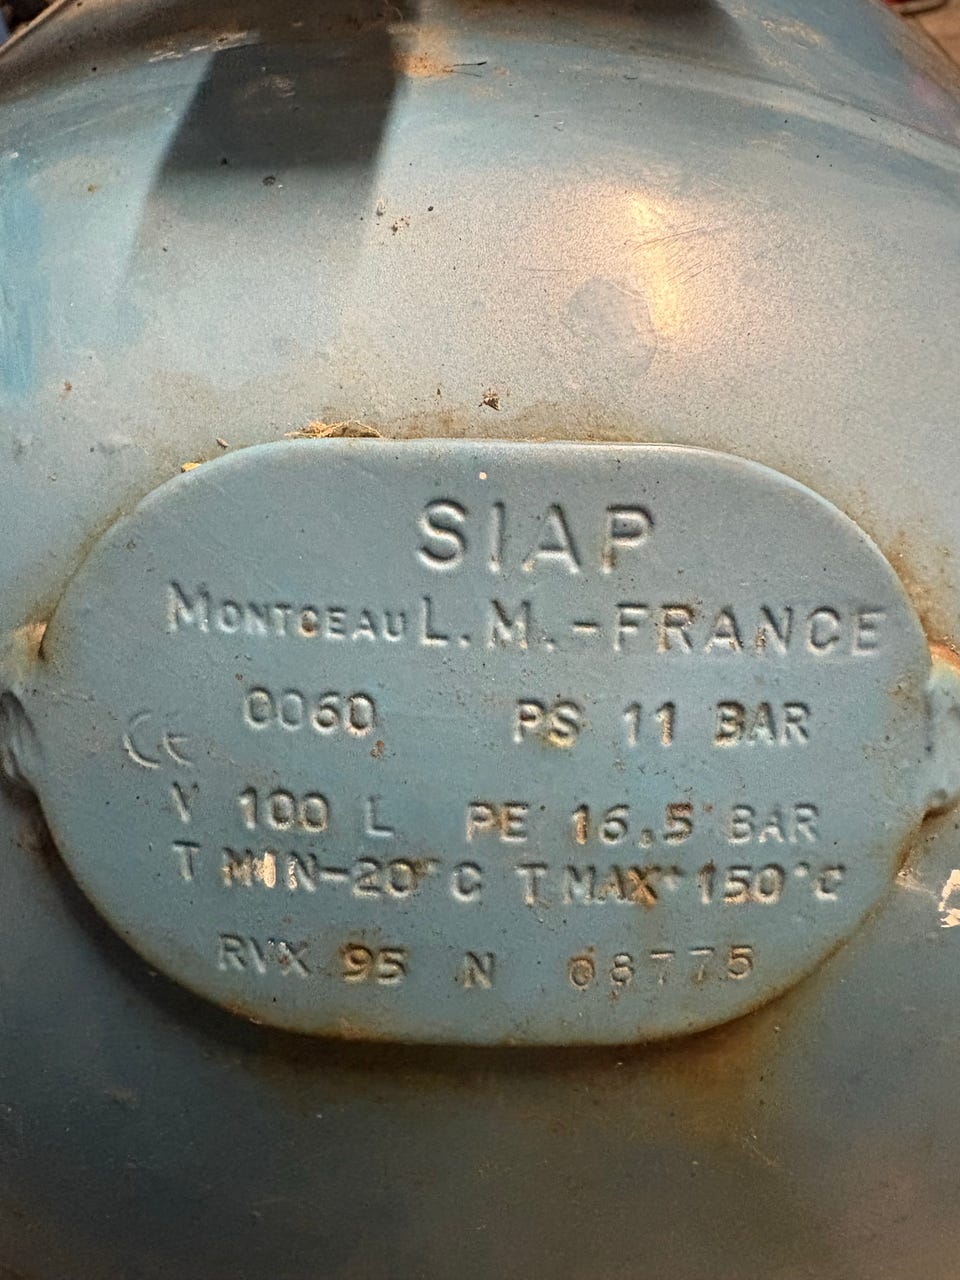 SIAP
MONTCEAU L.M.-FRANCE
CE 0060 PS 11 BAR
V 100 L PE 16.5 BAR
T MIN-20°C T MAX+150°C
RVX 95 N 08775